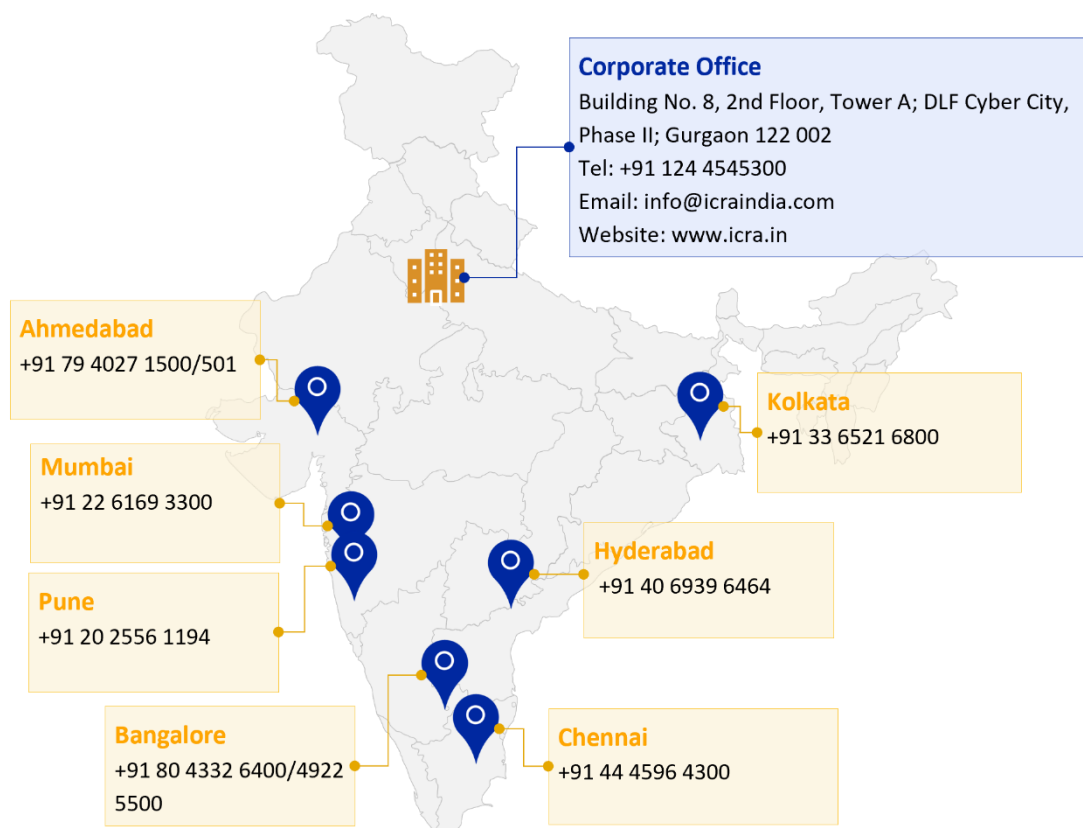 Corporate Office
Building No. 8, 2nd Floor, Tower A; DLF Cyber City,
Phase II; Gurgaon 122 002
Tel: +91 124 4545300
Email: info@icraindia.com
Website: www.icra.in
Ahmedabad
+91 79 4027 1500/501
Kolkata
+91 33 6521 6800
Mumbai
+91 22 6169 3300
Hyderabad
+91 40 6939 6464
Pune
+91 20 2556 1194
Bangalore
+91 80 4332 6400/4922
5500
Chennai
+91 44 4596 4300